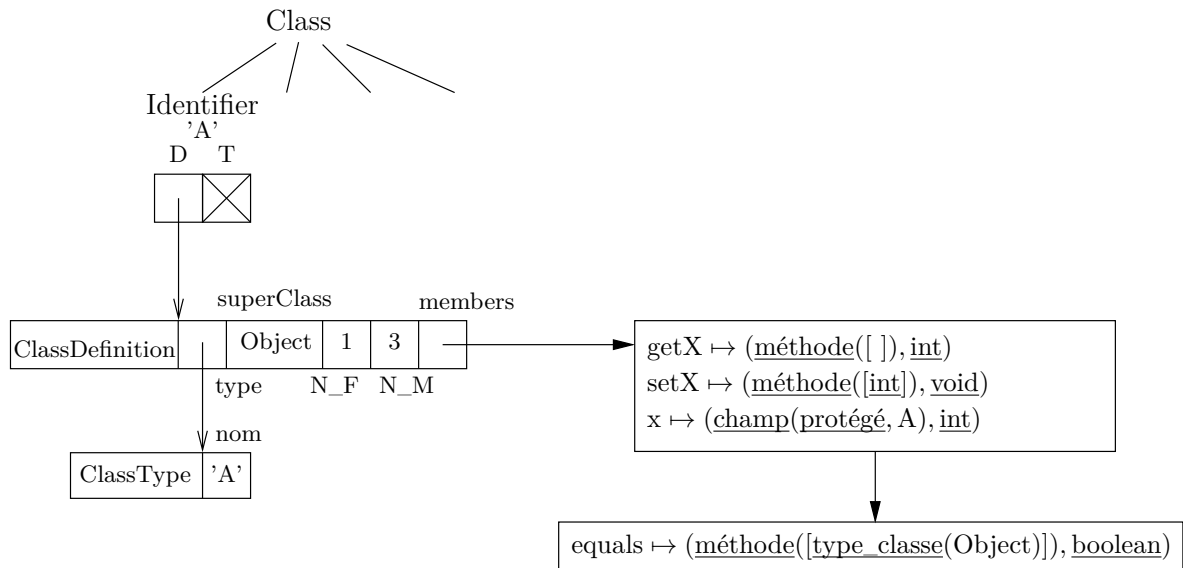 Class
Identifier
'A'
D T
superClass members
ClassDefinition Object 1 3
type N_F N_M
nom
ClassType 'A'
getX ↦ (méthode([ ]), int)
setX ↦ (méthode([int]), void)
x ↦ (champ(protégé, A), int)
equals ↦ (méthode([type_classe(Object)]), boolean)